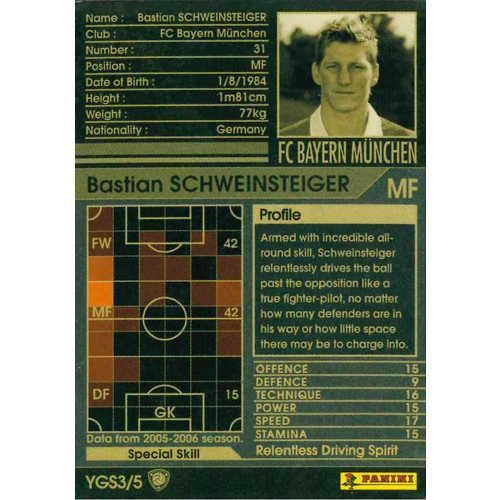 Name : Bastian SCHWEINSTEIGER
Club : FC Bayern München
Number : 31
Position : MF
Date of Birth : 1/8/1984
Height : 1m81cm
Weight : 77kg
Nationality : Germany
FC BAYERN MÜNCHEN
Bastian SCHWEINSTEIGER MF
FW 42
MF 42
DF 15
GK
Data from 2005-2006 season.
Special Skill
Profile
Armed with incredible all-
round skill, Schweinsteiger
relentlessly drives the ball
past the opposition like a
true fighter-pilot, no matter
how many defenders are in
his way or how little space
there may be to charge into.
OFFENCE 15
DEFENCE 9
TECHNIQUE 16
POWER 15
SPEED 17
STAMINA 15
Relentless Driving Spirit
YGS3/5
PANINI